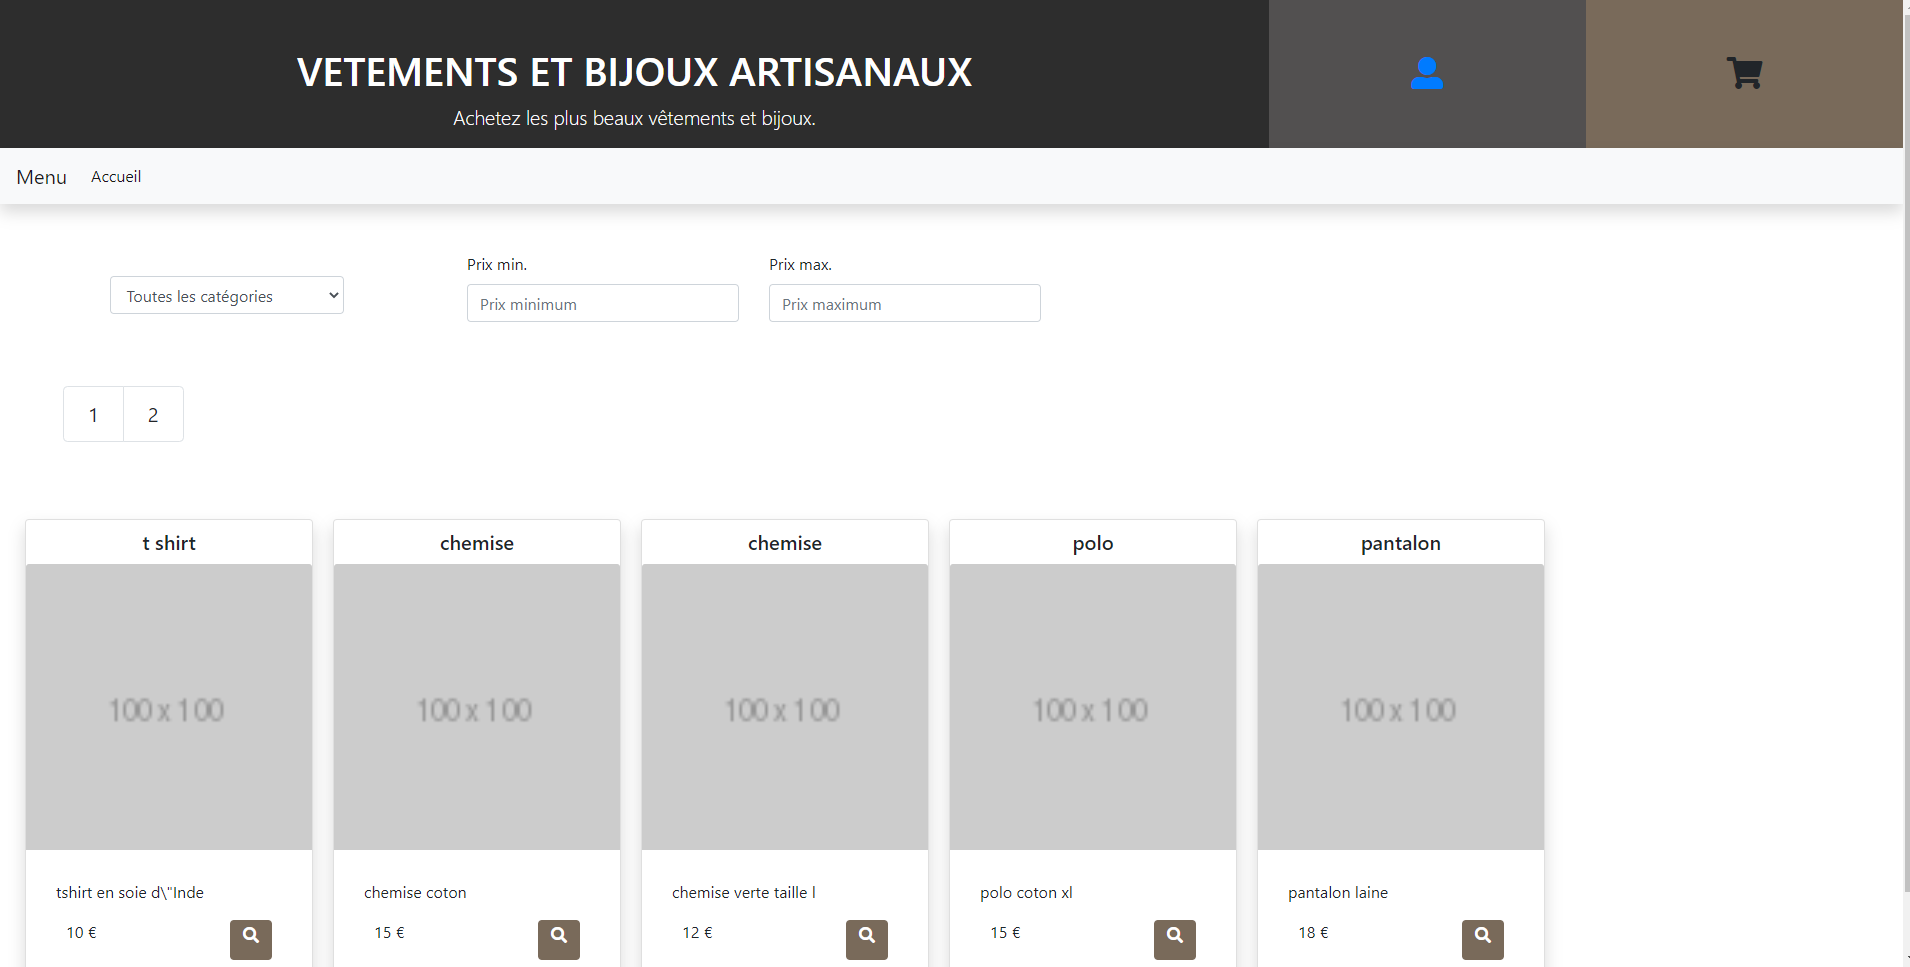 VETEMENTS ET BIJOUX ARTISANAUX
Achetez les plus beaux vêtements et bijoux.
Menu Accueil
Prix min. Prix max.
Toutes les catégories Prix minimum Prix maximum
1 2
t shirt chemise chemise polo pantalon
100 x 100 100 x 100 100 x 100 100 x 100 100 x 100
tshirt en soie d\"Inde chemise coton chemise verte taille l polo coton xl pantalon laine
10 € 15 € 12 € 15 € 18 €